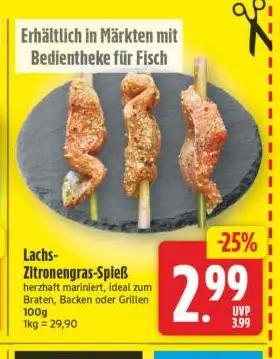 Erhältlich in Märkten mit
Bedientheke für Fisch
Lachs-
Zitronengras-Spieß
herzhaft mariniert, ideal zum
Braten, Backen oder Grillen
100g
1kg = 29,90
-25%
2.99
UVP
3.99